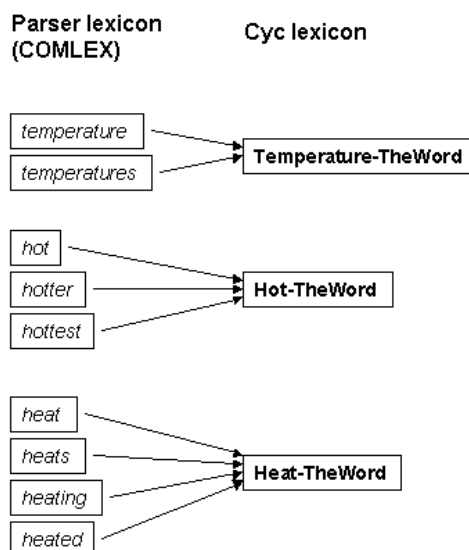 Parser lexicon
(COMLEX)
Cyc lexicon
temperature
temperatures
Temperature-TheWord
hot
hotter
hottest
Hot-TheWord
heat
heats
heating
heated
Heat-TheWord